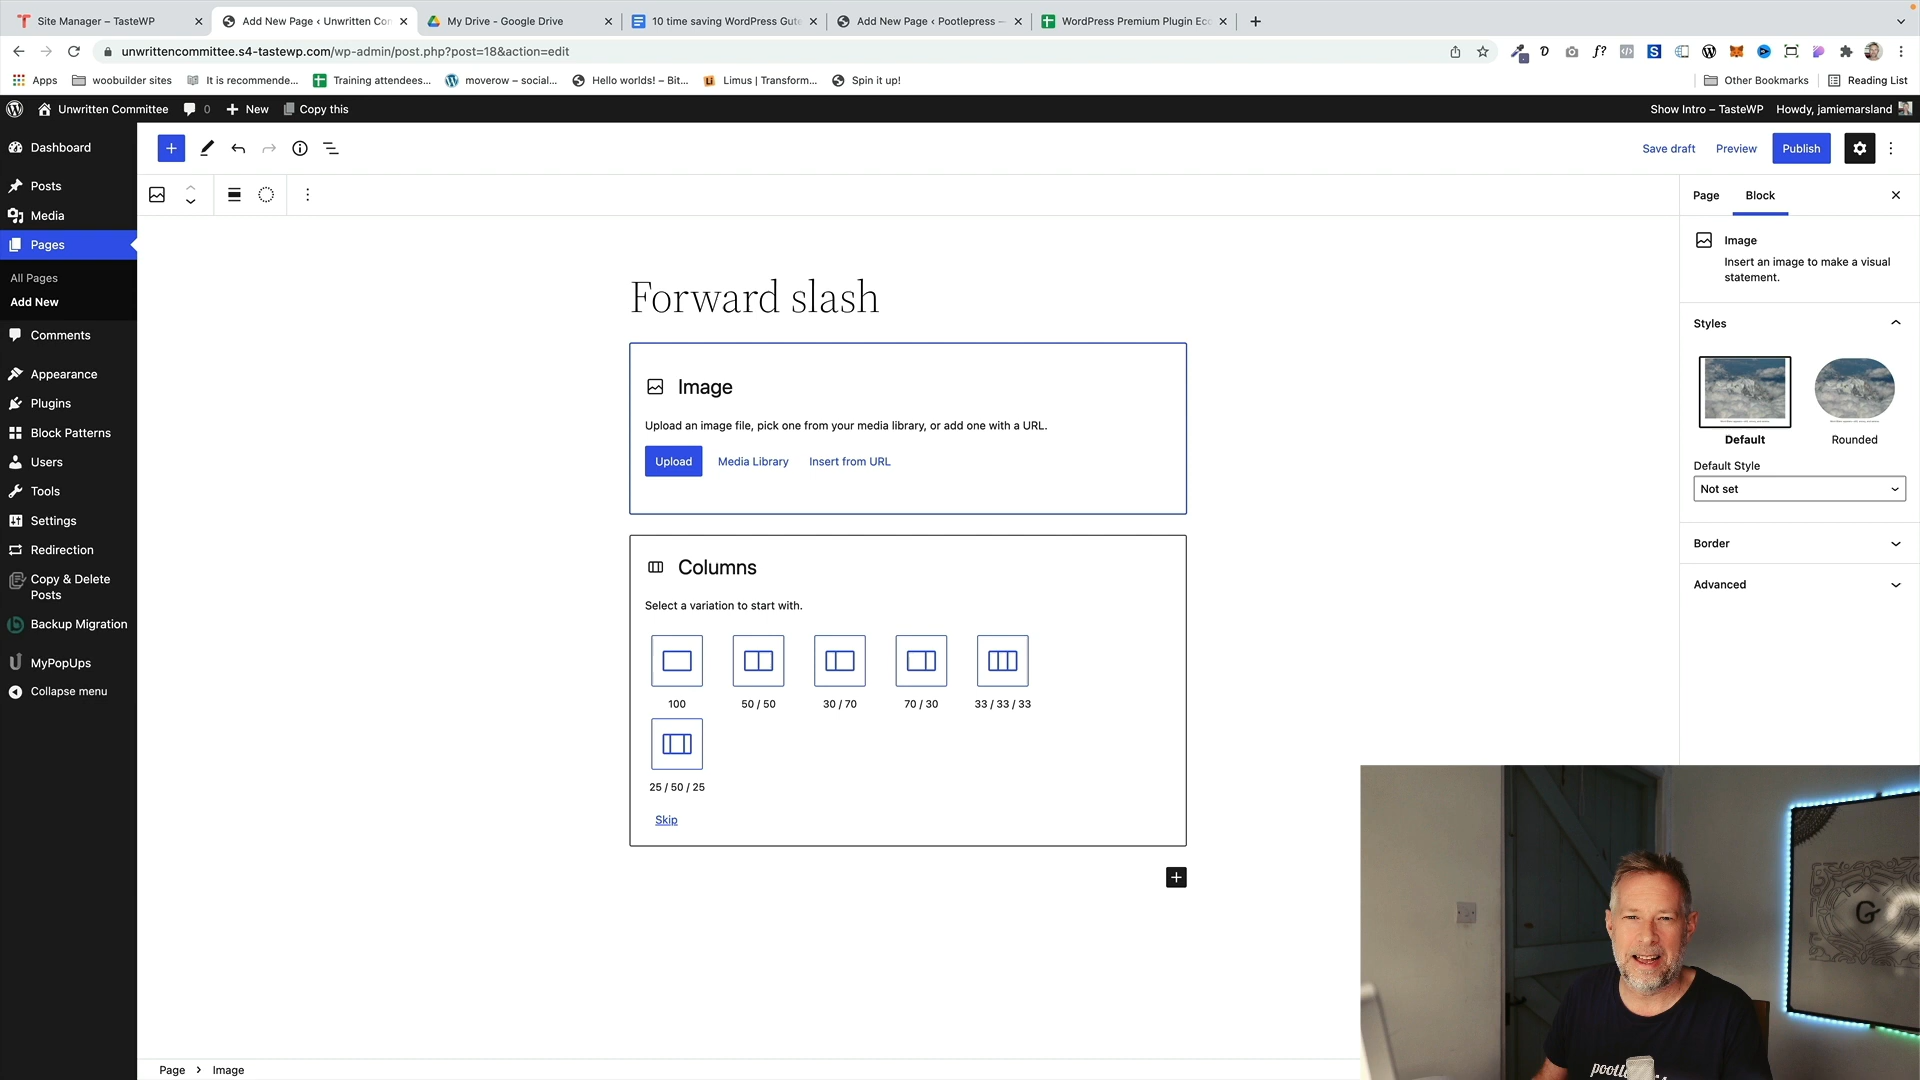 Site Manager – TasteWP
Add New Page ‹ Unwritten Con
My Drive - Google Drive
10 time saving WordPress Gute
Add New Page ‹ Pootlepress –
WordPress Premium Plugin Eco
unwrittencommittee.s4-tastewp.com/wp-admin/post.php?post=18&action=edit
Apps
woobuilder sites
It is recommende...
Training attendees...
moverow – social...
Hello worlds! – Bit...
Limus | Transform...
Spin it up!
Other Bookmarks
Reading List
Unwritten Committee
0
New
Copy this
Show Intro – TasteWP
Howdy, jamiemarsland
Dashboard
Posts
Media
Pages
All Pages
Add New
Comments
Appearance
Plugins
Block Patterns
Users
Tools
Settings
Redirection
Copy & Delete
Posts
Backup Migration
MyPopUps
Collapse menu
Save draft
Preview
Publish
Forward slash
Image
Upload an image file, pick one from your media library, or add one with a URL.
Upload
Media Library
Insert from URL
Columns
Select a variation to start with.
100
50 / 50
30 / 70
70 / 30
33 / 33 / 33
25 / 50 / 25
Skip
Page
Block
Image
Insert an image to make a visual
statement.
Styles
Default
Rounded
Default Style
Not set
Border
Advanced
G
Page
Image